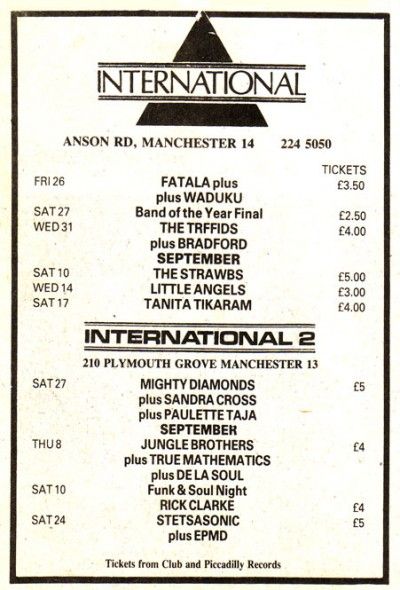 INTERNATIONAL
ANSON RD, MANCHESTER 14 224 5050
TICKETS
FRI 26 FATALA plus £3.50
plus WADUKU
SAT 27 Band of the Year Final £2.50
WED 31 THE TRFFIDS £4.00
plus BRADFORD
SEPTEMBER
SAT 10 THE STRAWBS £5.00
WED 14 LITTLE ANGELS £3.00
SAT 17 TANITA TIKARAM £4.00
INTERNATIONAL 2
210 PLYMOUTH GROVE MANCHESTER 13
SAT 27 MIGHTY DIAMONDS £5
plus SANDRA CROSS
plus PAULETTE TAJA
SEPTEMBER
THU 8 JUNGLE BROTHERS £4
plus TRUE MATHEMATICS
plus DE LA SOUL
SAT 10 Funk & Soul Night
RICK CLARKE £4
SAT 24 STETSASONIC £5
plus EPMD
Tickets from Club and Piccadilly Records